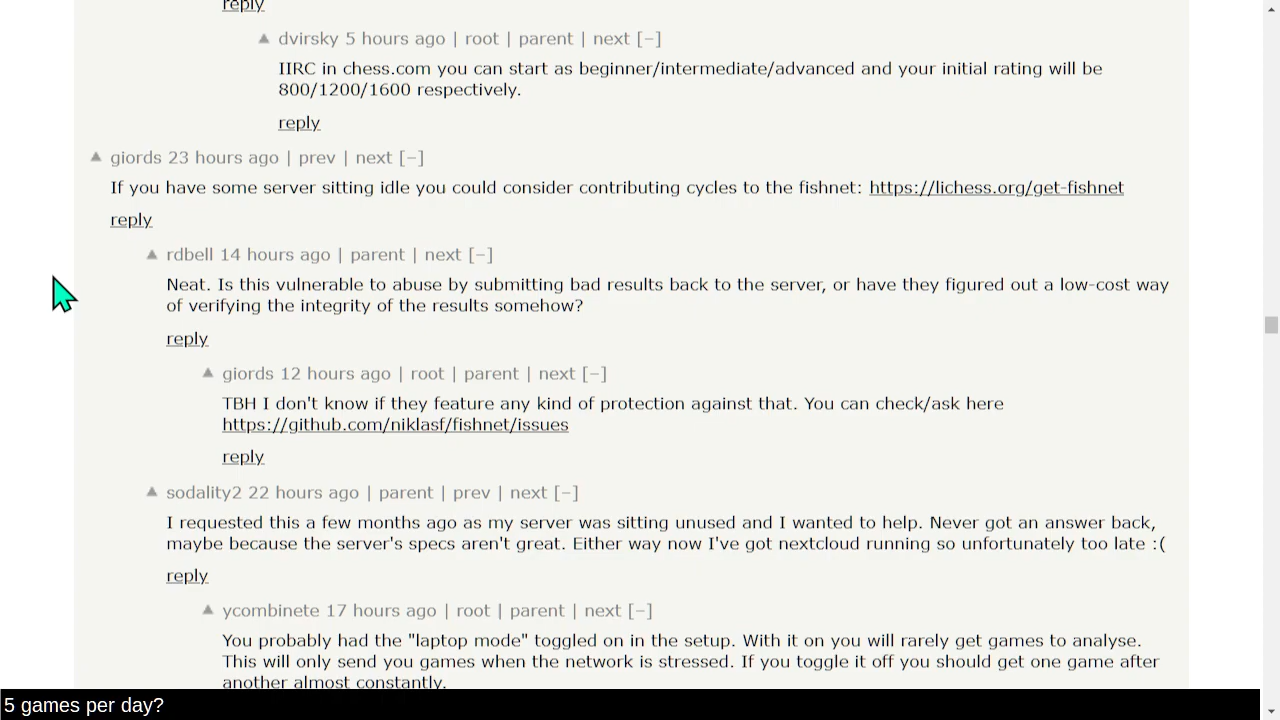 reply
dvirsky 5 hours ago | root | parent | next [–]
IIRC in chess.com you can start as beginner/intermediate/advanced and your initial rating will be
800/1200/1600 respectively.
reply
giords 23 hours ago | prev | next [–]
If you have some server sitting idle you could consider contributing cycles to the fishnet: https://lichess.org/get-fishnet
reply
rdbell 14 hours ago | parent | next [–]
Neat. Is this vulnerable to abuse by submitting bad results back to the server, or have they figured out a low-cost way
of verifying the integrity of the results somehow?
reply
giords 12 hours ago | root | parent | next [–]
TBH I don't know if they feature any kind of protection against that. You can check/ask here
https://github.com/niklasf/fishnet/issues
reply
sodality2 22 hours ago | parent | prev | next [–]
I requested this a few months ago as my server was sitting unused and I wanted to help. Never got an answer back,
maybe because the server's specs aren't great. Either way now I've got nextcloud running so unfortunately too late :(
reply
ycombinete 17 hours ago | root | parent | next [–]
You probably had the "laptop mode" toggled on in the setup. With it on you will rarely get games to analyse.
This will only send you games when the network is stressed. If you toggle it off you should get one game after
another almost constantly.
5 games per day?